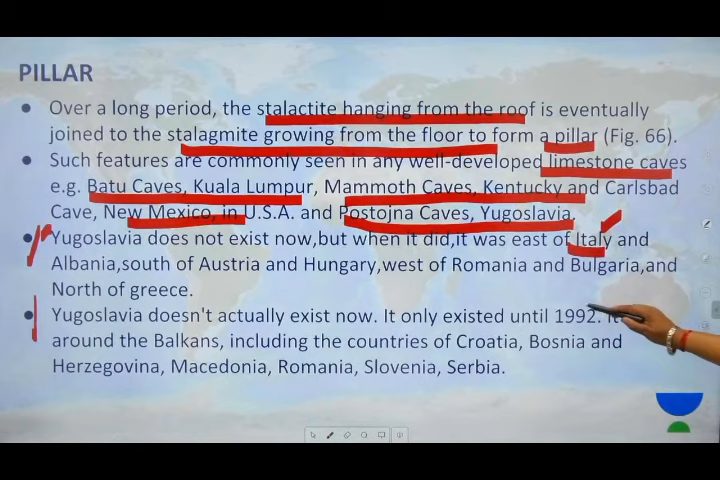 PILLAR
• Over a long period, the stalactite hanging from the roof is eventually
joined to the stalagmite growing from the floor to form a pillar (Fig. 66).
• Such features are commonly seen in any well-developed limestone caves
e.g. Batu Caves, Kuala Lumpur, Mammoth Caves, Kentucky and Carlsbad
Cave, New Mexico, in U.S.A. and Postojna Caves, Yugoslavia.
• Yugoslavia does not exist now,but when it did,it was east of Italy and
Albania,south of Austria and Hungary,west of Romania and Bulgaria,and
North of greece.
• Yugoslavia doesn't actually exist now. It only existed until 1992. It
around the Balkans, including the countries of Croatia, Bosnia and
Herzegovina, Macedonia, Romania, Slovenia, Serbia.